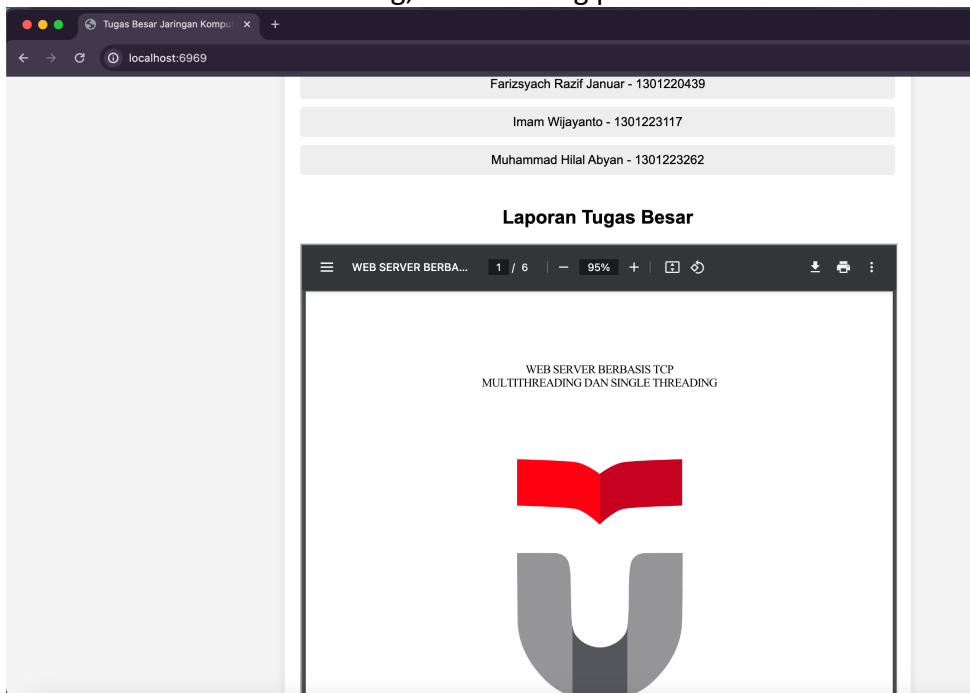 Tugas Besar Jaringan Komput
localhost:6969
Farizsyach Razif Januar - 1301220439
Imam Wijayanto - 1301223117
Muhammad Hilal Abyan - 1301223262
Laporan Tugas Besar
WEB SERVER BERBA... 1 / 6 95%
WEB SERVER BERBASIS TCP
MULTITHREADING DAN SINGLE THREADING